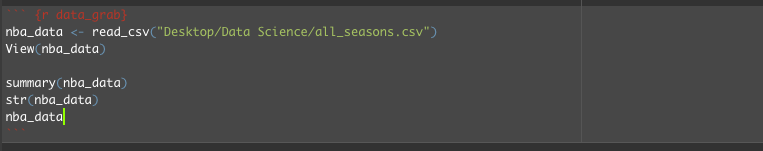 ``` {r data_grab}
nba_data <- read_csv("Desktop/Data Science/all_seasons.csv")
View(nba_data)

summary(nba_data)
str(nba_data)
nba_data
```